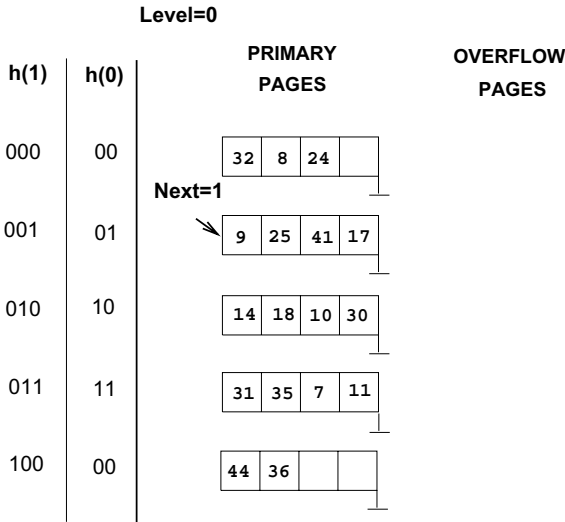 Level=0
h(1) h(0) PRIMARY PAGES OVERFLOW PAGES
000 00 32 8 24
Next=1
001 01 9 25 41 17
010 10 14 18 10 30
011 11 31 35 7 11
100 00 44 36